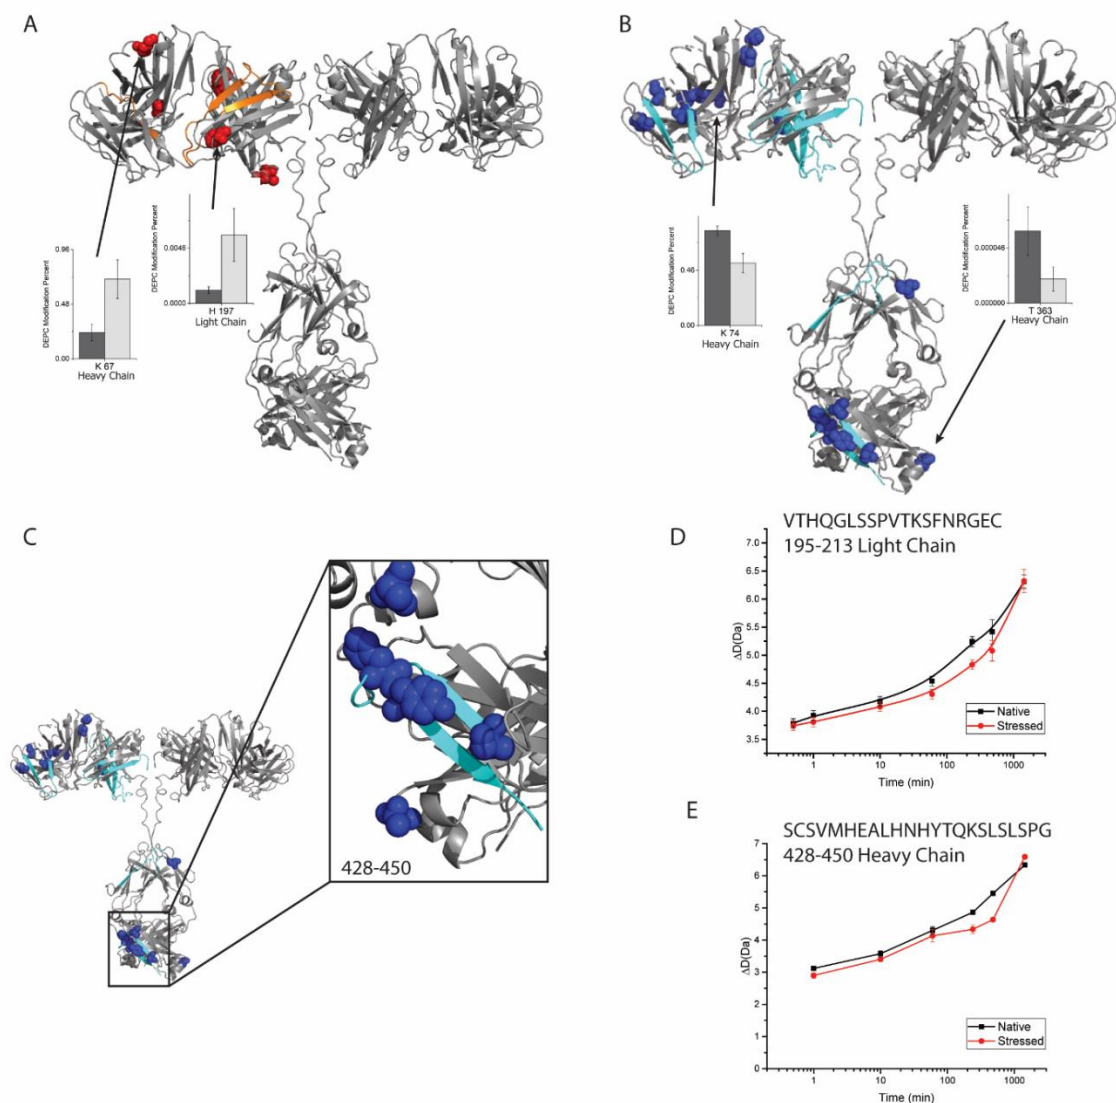 A
DEPC Modification Percent
0.96
0.48
0.00
K 67
Heavy Chain
DEPC Modification Percent
0.0046
0.0000
H 197
Light Chain
B
DEPC Modification Percent
0.46
0.00
K 74
Heavy Chain
DEPC Modification Percent
0.000046
0.000000
T 363
Heavy Chain
C
428-450
D
VTHQGLSSPVTKSFNRGEC
195-213 Light Chain
ΔD(Da)
7.0
6.5
6.0
5.5
5.0
4.5
4.0
3.5
Native
Stressed
1
10
100
1000
Time (min)
E
SCSVMHEALHNHYTQKSLSLSPG
428-450 Heavy Chain
ΔD(Da)
7
6
5
4
3
2
1
0
Native
Stressed
1
10
100
1000
Time (min)